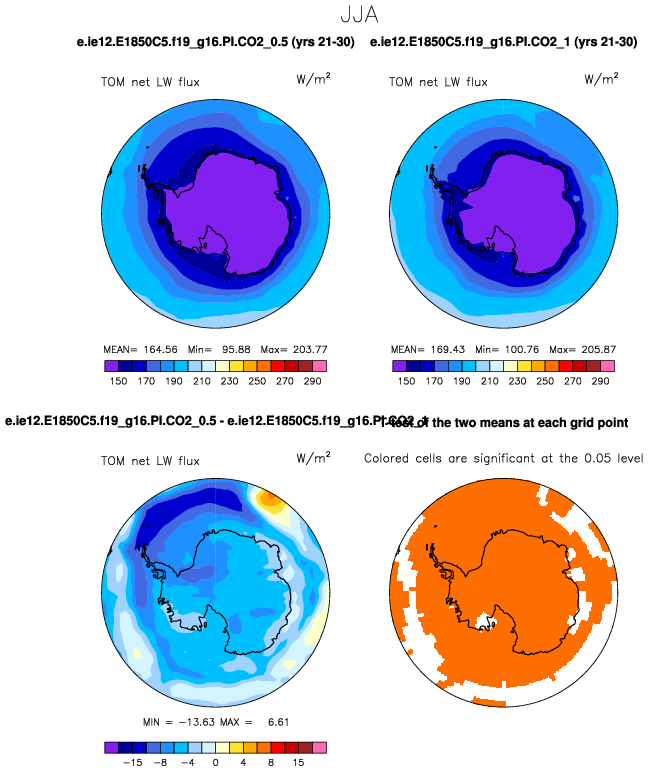 JJA
e.ie12.E1850C5.f19_g16.PI.CO2_0.5 (yrs 21-30)
e.ie12.E1850C5.f19_g16.PI.CO2_1 (yrs 21-30)
TOM net LW flux W/m²
TOM net LW flux W/m²
MEAN= 164.56 Min= 95.88 Max= 203.77
MEAN= 169.43 Min= 100.76 Max= 205.87
150 170 190 210 230 250 270 290
150 170 190 210 230 250 270 290
e.ie12.E1850C5.f19_g16.PI.CO2_0.5 - e.ie12.E1850C5.f19_g16.PI.CO2_1
T-test of the two means at each grid point
TOM net LW flux W/m²
Colored cells are significant at the 0.05 level
MIN = -13.63 MAX = 6.61
-15 -8 -4 0 4 8 15